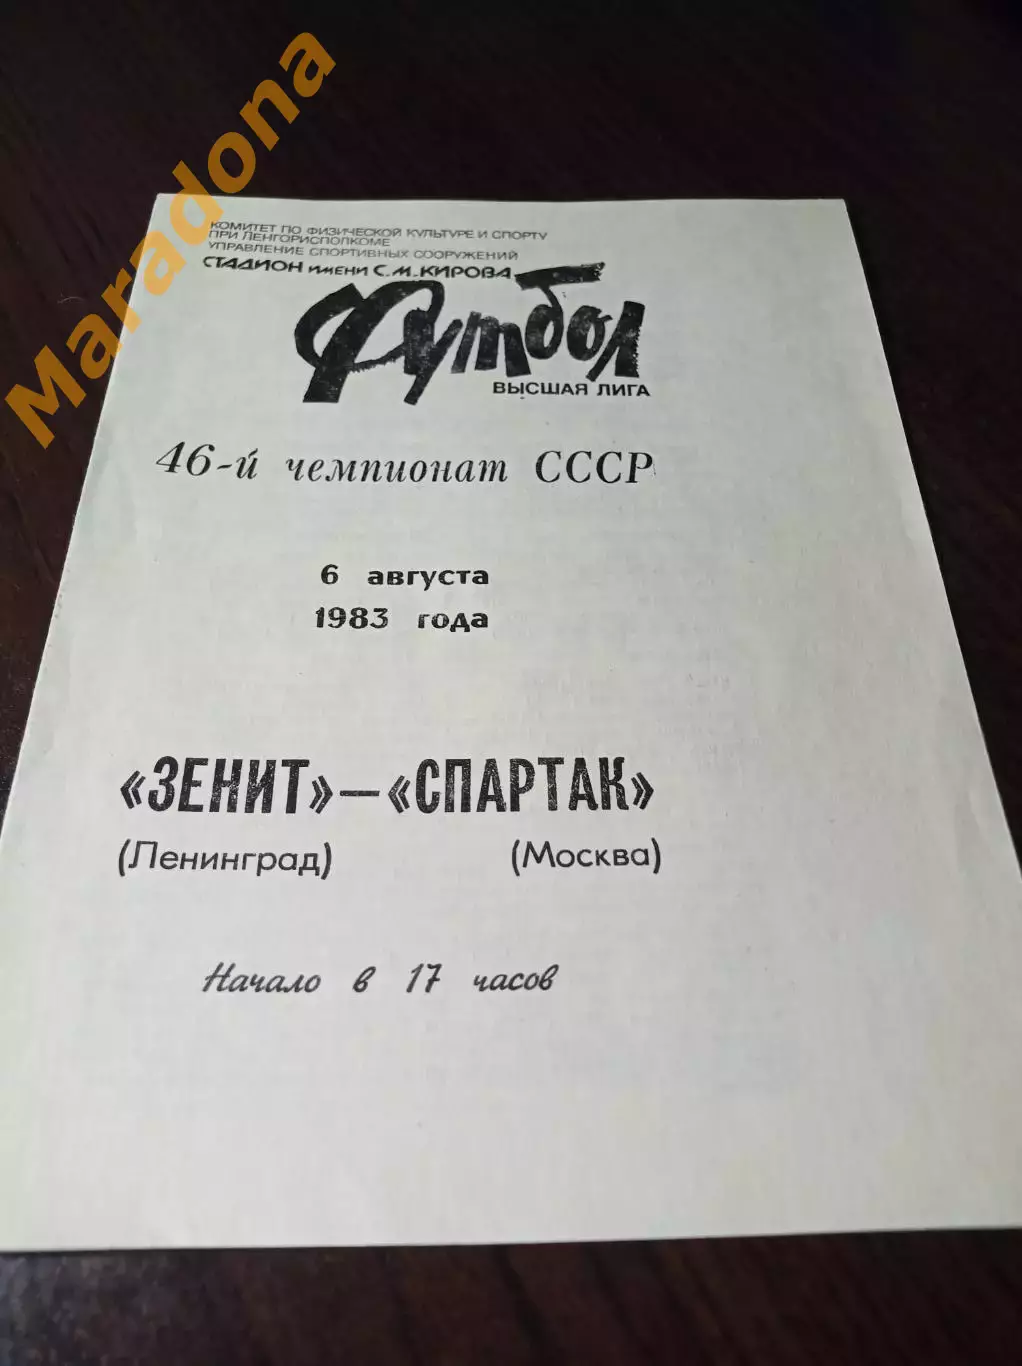 Maradona
КОМИТЕТ ПО ФИЗИЧЕСКОЙ КУЛЬТУРЕ И СПОРТУ
ПРИ ЛЕНГОРИСПОЛКОМЕ
УПРАВЛЕНИЕ СПОРТИВНЫХ СООРУЖЕНИЙ
СТАДИОН ИМЕНИ С.М.КИРОВА
Футбол
ВЫСШАЯ ЛИГА
46-й чемпионат СССР
6 августа
1983 года
«ЗЕНИТ»—«СПАРТАК»
(Ленинград) (Москва)
Начало в 17 часов